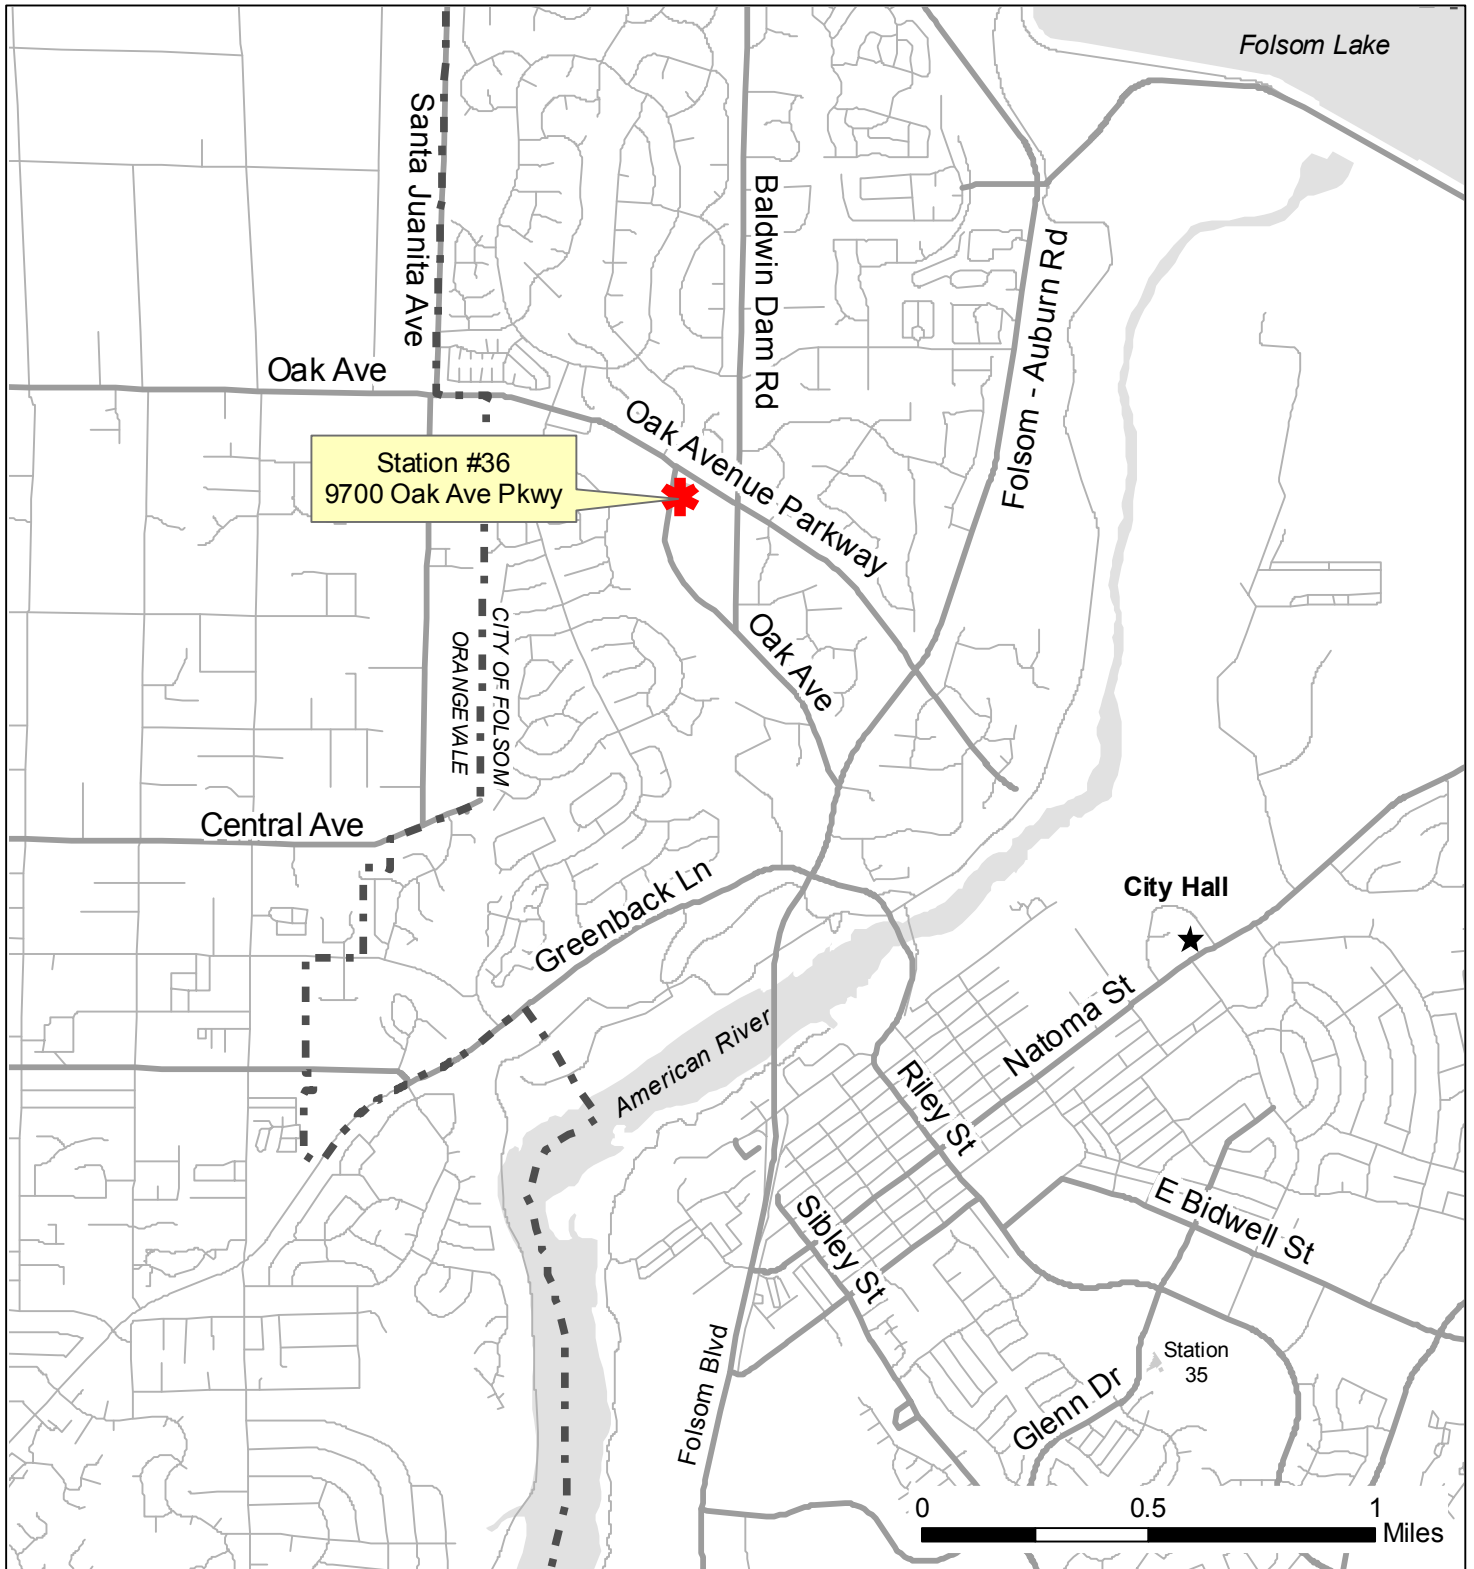 Folsom Lake
Santa Juanita Ave
Baldwin Dam Rd
Folsom - Auburn Rd
Oak Ave
Oak Avenue Parkway
Station #36
9700 Oak Ave Pkwy
CITY OF FOLSOM
ORANGEVALE
Oak Ave
Central Ave
Greenback Ln
City Hall
American River
Natoma St
Riley St
Sibley St
E Bidwell St
Folsom Blvd
Station
35
Glenn Dr
0 0.5 1
Miles